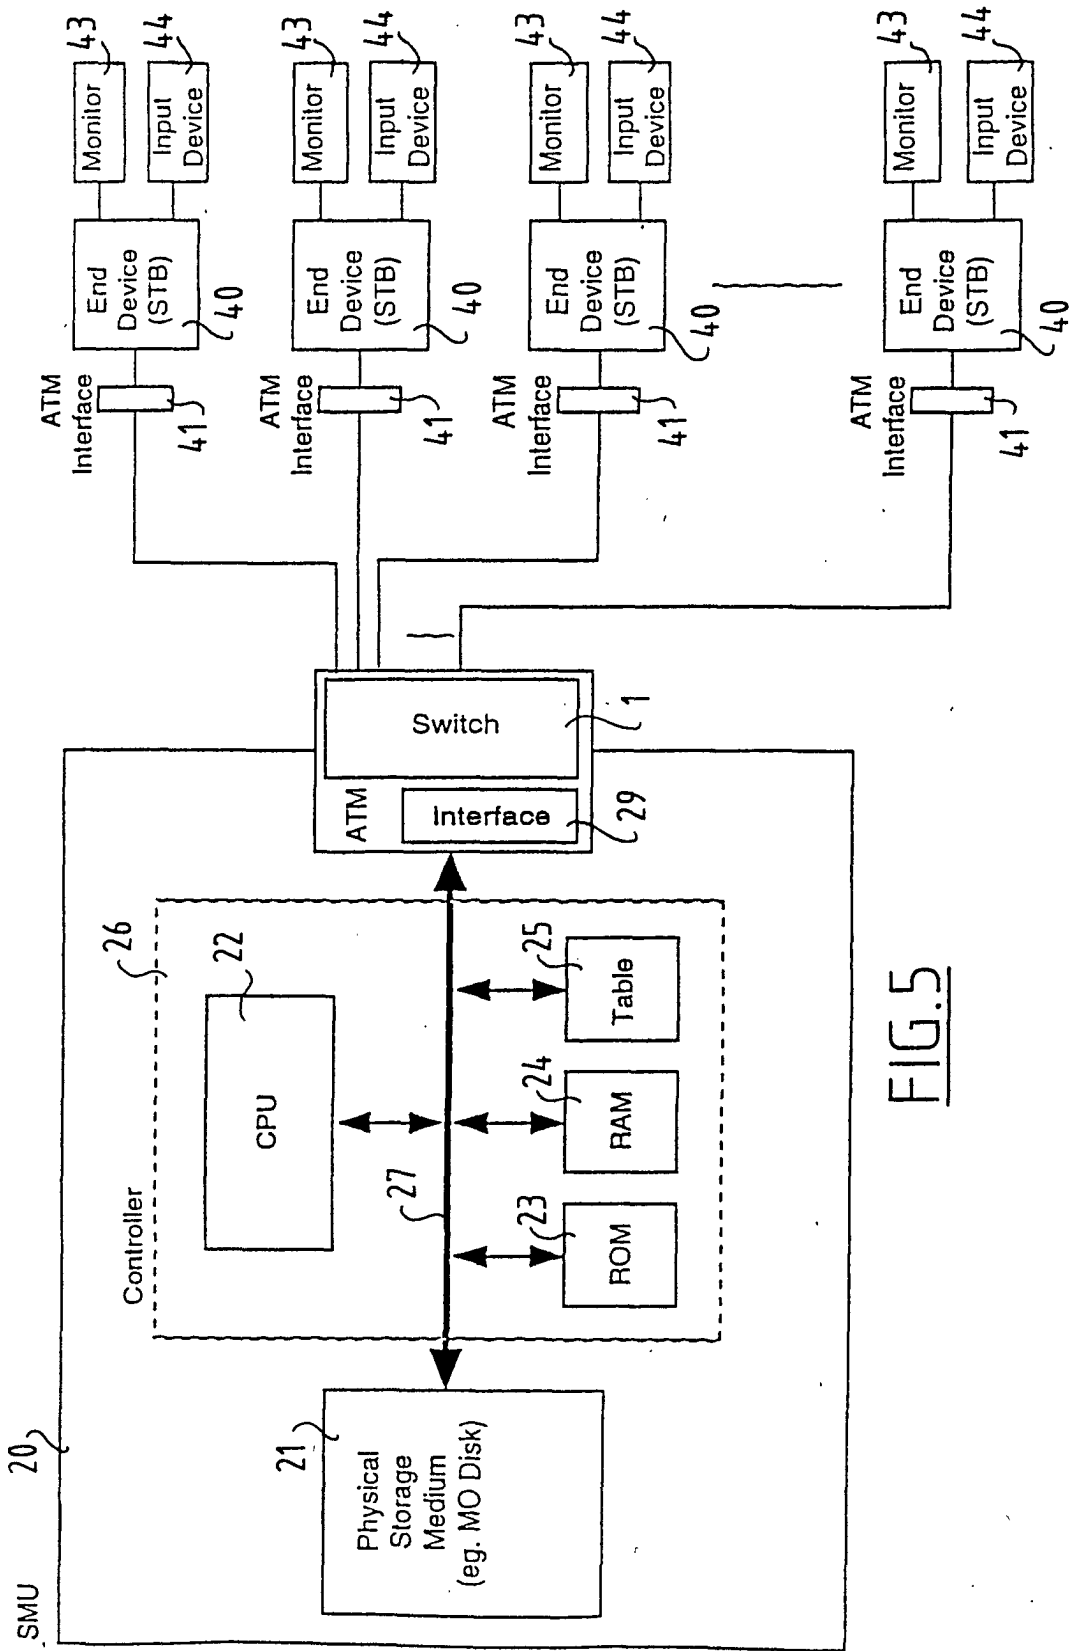 SMU
20
21
Physical
Storage
Medium
(eg. MO Disk)
Controller
26
CPU
22
27
ROM
23
RAM
24
Table
25
ATM
Interface
29
Switch
1
ATM
Interface
41
End
Device
(STB)
40
Monitor
43
Input
Device
44
ATM
Interface
41
End
Device
(STB)
40
Monitor
43
Input
Device
44
ATM
Interface
41
End
Device
(STB)
40
Monitor
43
Input
Device
44
ATM
Interface
41
End
Device
(STB)
40
Monitor
43
Input
Device
44
FIG.5